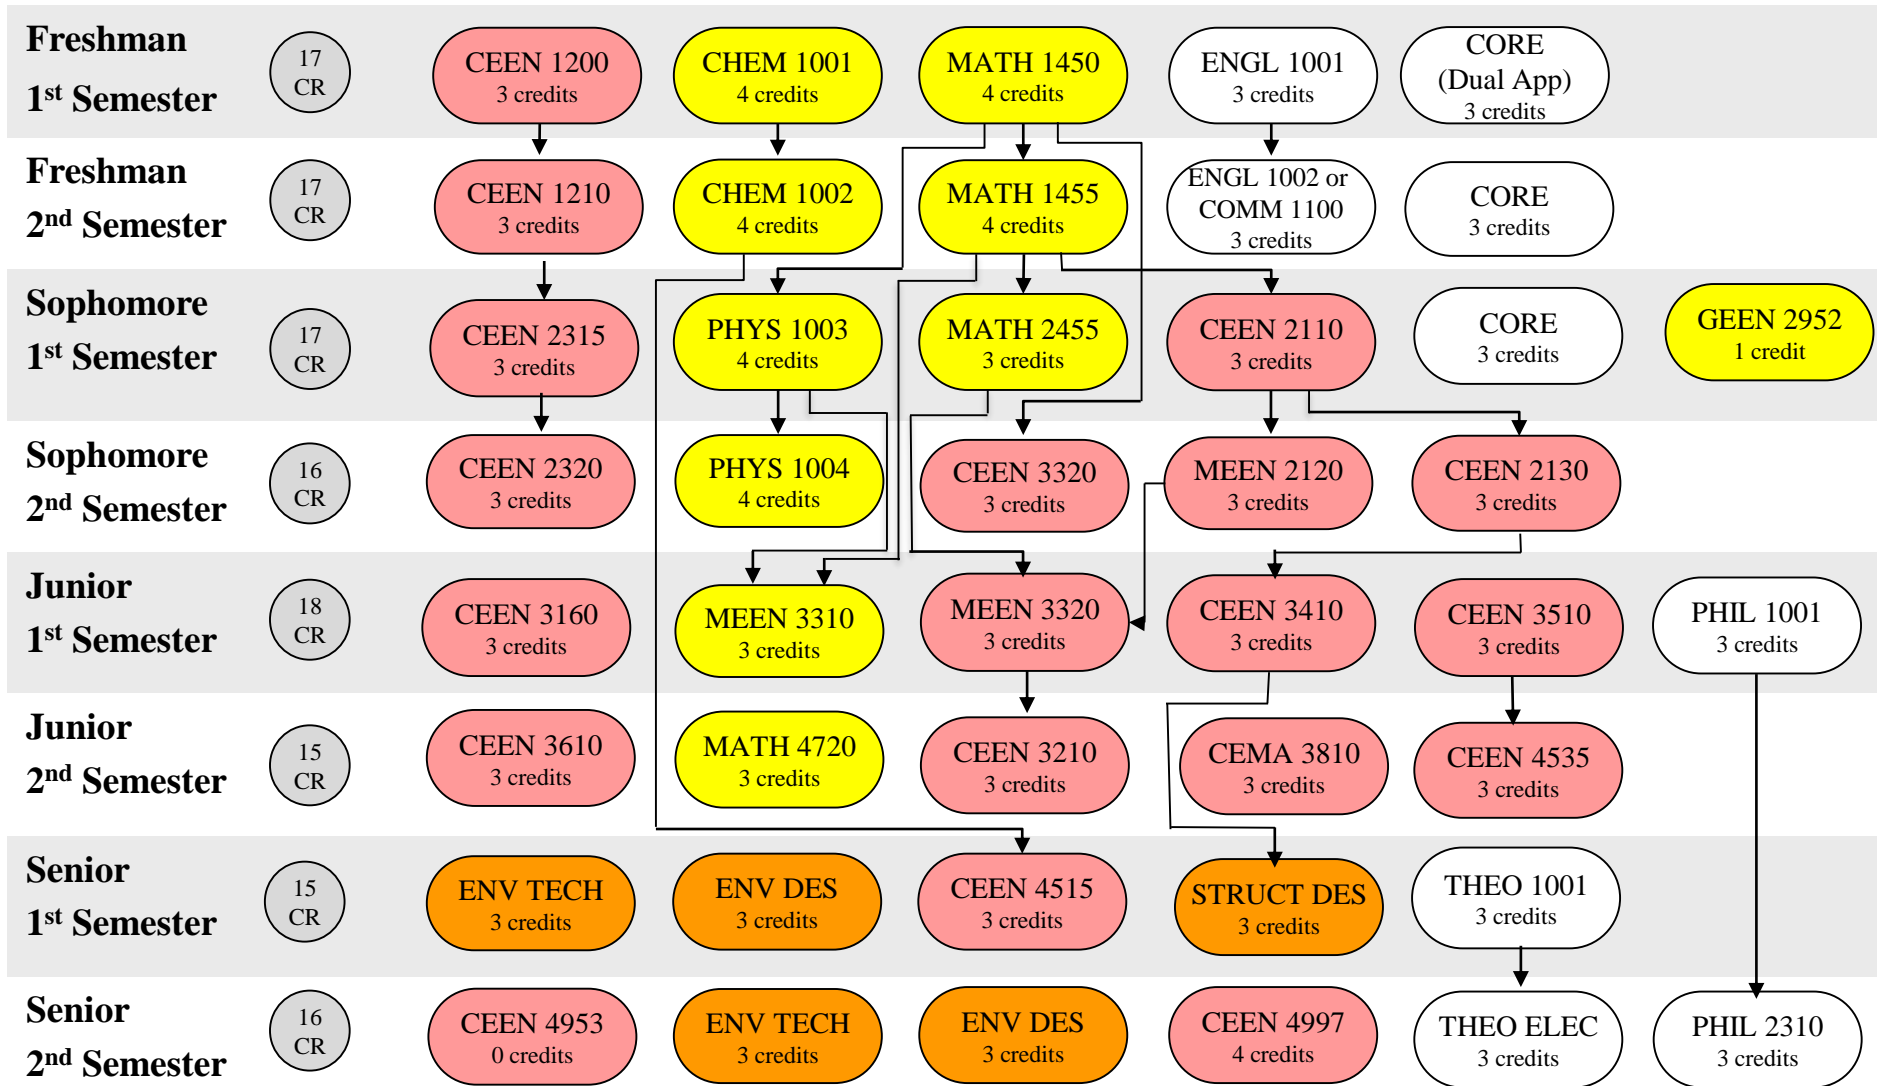 Freshman
1st Semester
17
CR
CEEN 1200
3 credits
CHEM 1001
4 credits
MATH 1450
4 credits
ENGL 1001
3 credits
CORE
(Dual App)
3 credits
Freshman
2nd Semester
17
CR
CEEN 1210
3 credits
CHEM 1002
4 credits
MATH 1455
4 credits
ENGL 1002 or
COMM 1100
3 credits
CORE
3 credits
Sophomore
1st Semester
17
CR
CEEN 2315
3 credits
PHYS 1003
4 credits
MATH 2455
3 credits
CEEN 2110
3 credits
CORE
3 credits
GEEN 2952
1 credit
Sophomore
2nd Semester
16
CR
CEEN 2320
3 credits
PHYS 1004
4 credits
CEEN 3320
3 credits
MEEN 2120
3 credits
CEEN 2130
3 credits
Junior
1st Semester
18
CR
CEEN 3160
3 credits
MEEN 3310
3 credits
MEEN 3320
3 credits
CEEN 3410
3 credits
CEEN 3510
3 credits
PHIL 1001
3 credits
Junior
2nd Semester
15
CR
CEEN 3610
3 credits
MATH 4720
3 credits
CEEN 3210
3 credits
CEMA 3810
3 credits
CEEN 4535
3 credits
Senior
1st Semester
15
CR
ENV TECH
3 credits
ENV DES
3 credits
CEEN 4515
3 credits
STRUCT DES
3 credits
THEO 1001
3 credits
Senior
2nd Semester
16
CR
CEEN 4953
0 credits
ENV TECH
3 credits
ENV DES
3 credits
CEEN 4997
4 credits
THEO ELEC
3 credits
PHIL 2310
3 credits